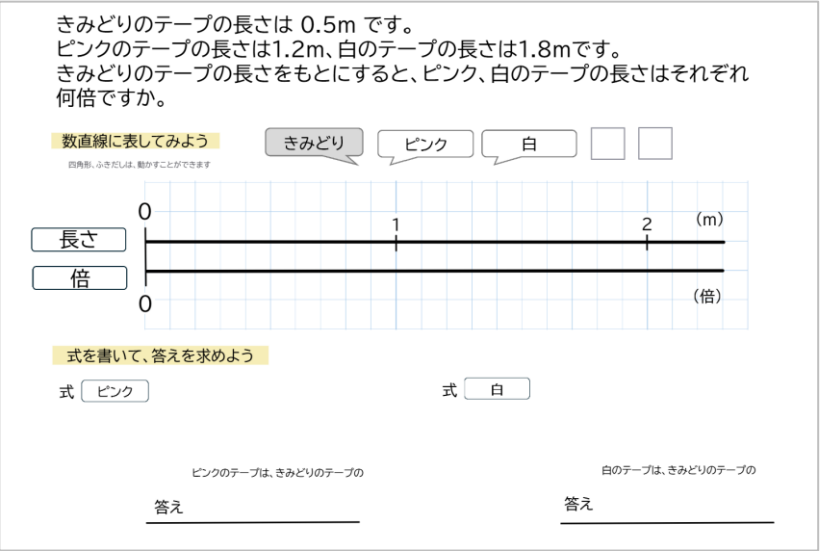 きみどりのテープの長さは 0.5m です。
ピンクのテープの長さは1.2m、白のテープの長さは1.8mです。
きみどりのテープの長さをもとにすると、ピンク、白のテープの長さはそれぞれ
何倍ですか。
数直線に表してみよう
きみどり
ピンク
白
四角形、ふきだしは、動かすことができます
0
1
2
(m)
長さ
倍
0
(倍)
式を書いて、答えを求めよう
式 ピンク
式 白
ピンクのテープは、きみどりのテープの
白のテープは、きみどりのテープの
答え
答え